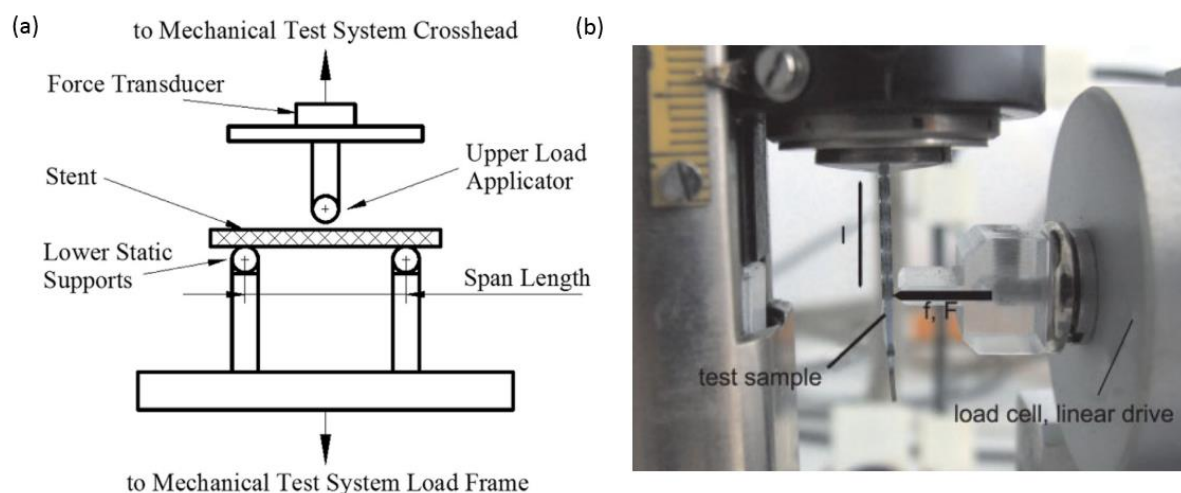 (a)
to Mechanical Test System Crosshead
Force Transducer
Upper Load
Applicator
Stent
Lower Static
Supports
Span Length
to Mechanical Test System Load Frame
(b)
l
f, F
test sample
load cell, linear drive